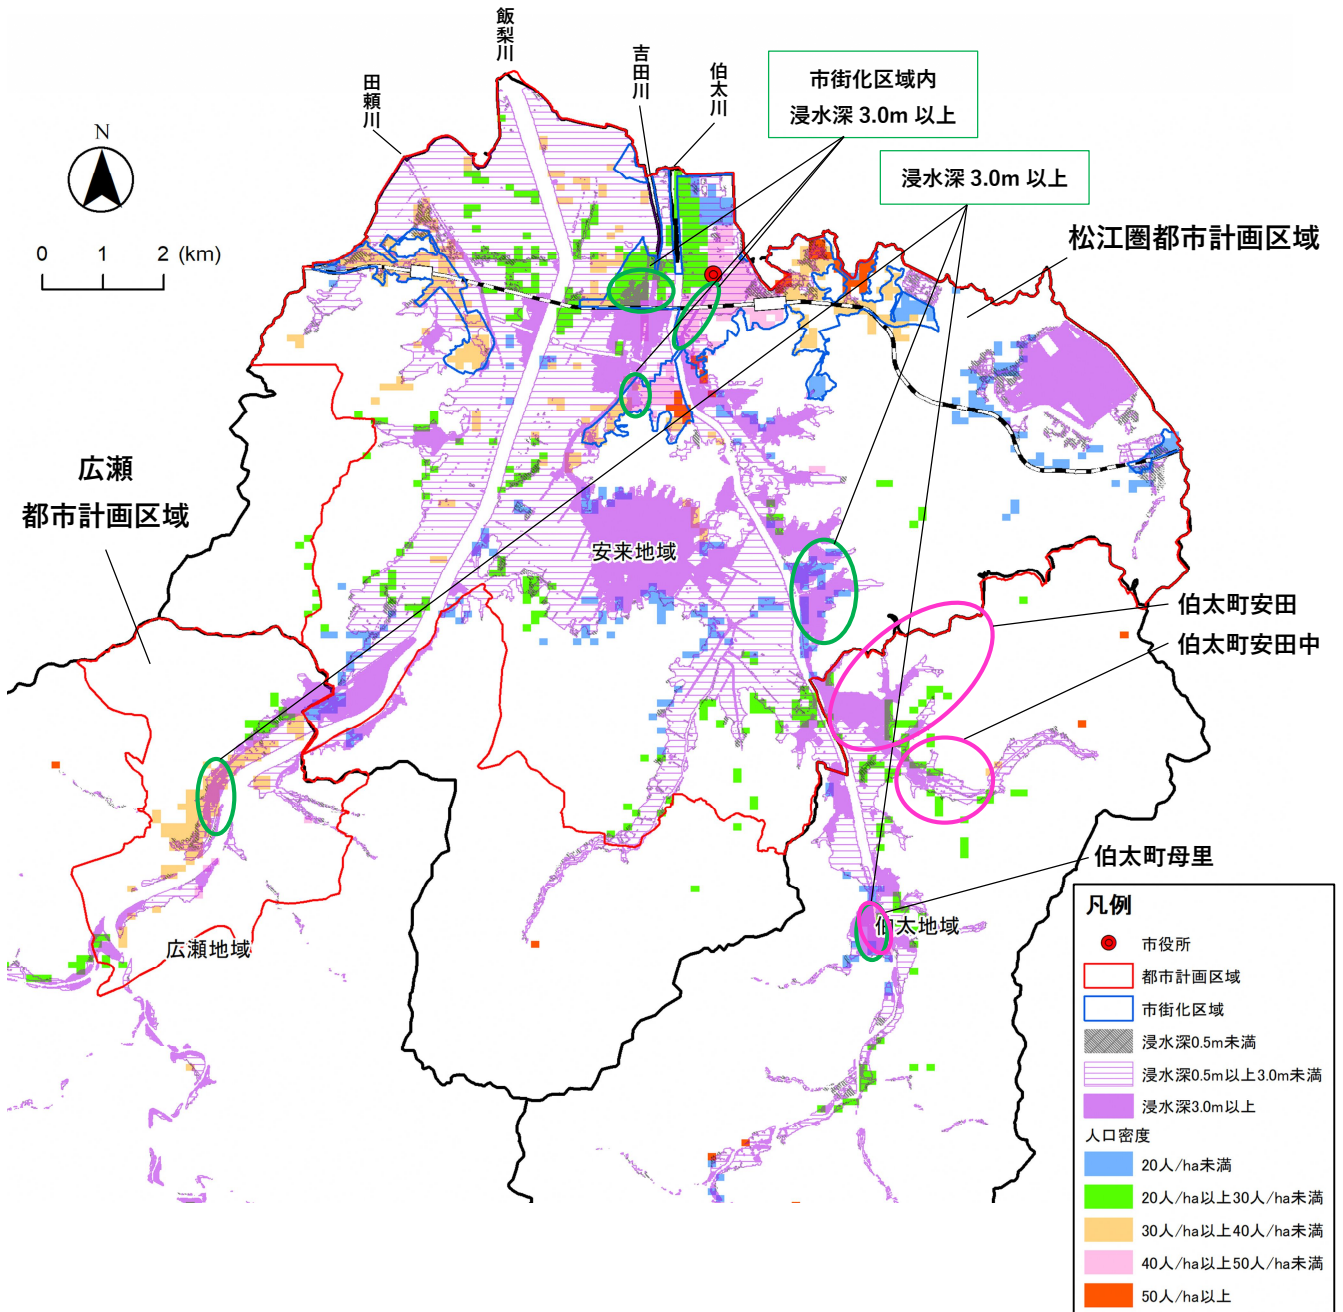 飯梨川
吉田川
伯太川
田頼川
市街化区域内
浸水深 3.0m 以上
浸水深 3.0m 以上
N
0 1 2 (km)
松江圏都市計画区域
広瀬
都市計画区域
安来地域
伯太町安田
伯太町安田中
伯太町母里
広瀬地域
伯太地域
凡例
市役所
都市計画区域
市街化区域
浸水深0.5m未満
浸水深0.5m以上3.0m未満
浸水深3.0m以上
人口密度
20人/ha未満
20人/ha以上30人/ha未満
30人/ha以上40人/ha未満
40人/ha以上50人/ha未満
50人/ha以上